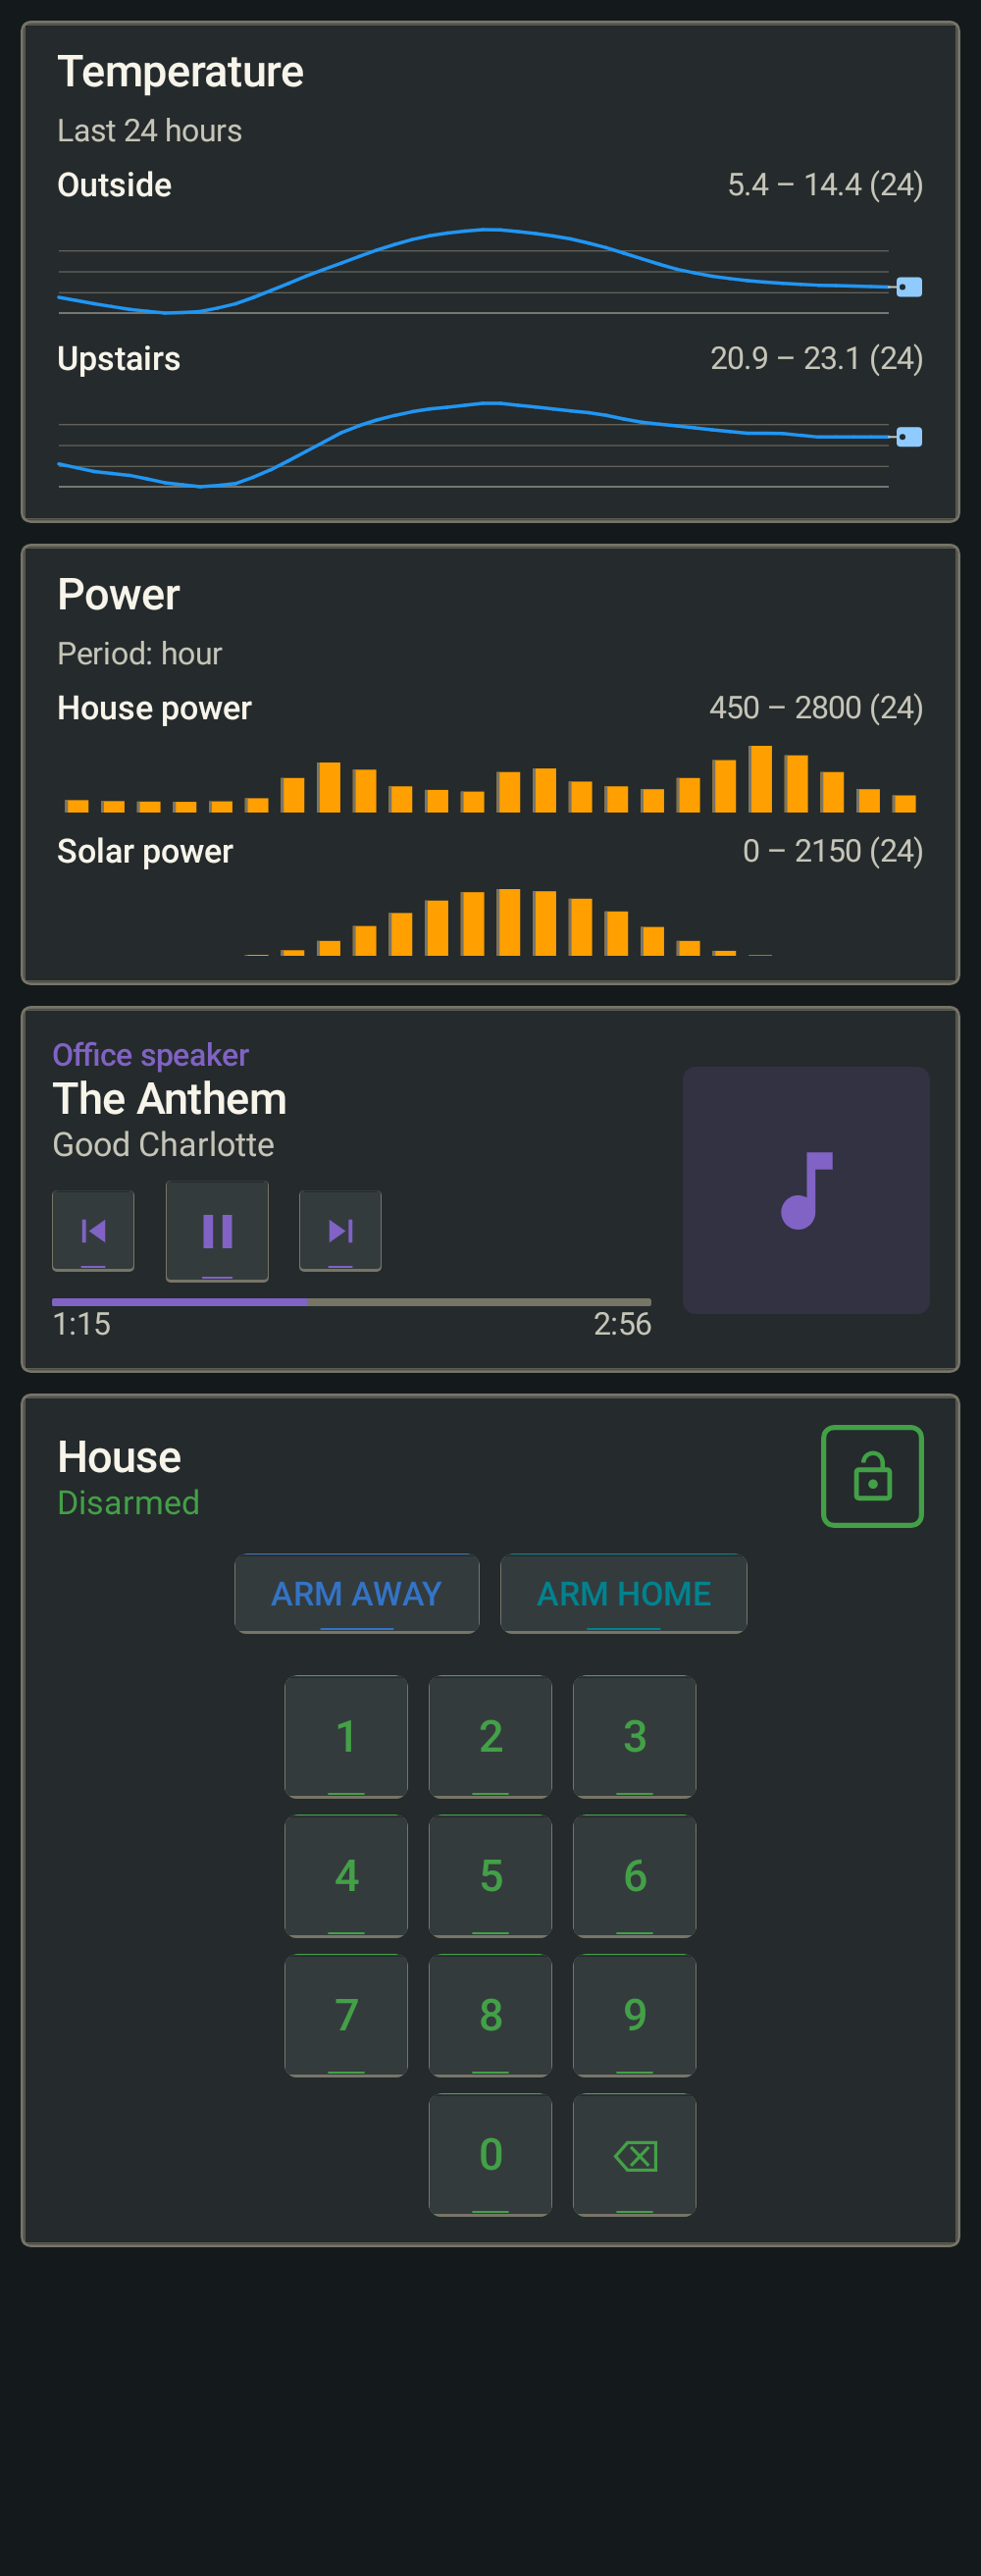 Temperature
Last 24 hours
Outside 5.4 – 14.4 (24)
Upstairs 20.9 – 23.1 (24)
Power
Period: hour
House power 450 – 2800 (24)
Solar power 0 – 2150 (24)
Office speaker
The Anthem
Good Charlotte
1:15 2:56
House
Disarmed
ARM AWAY ARM HOME
1 2 3
4 5 6
7 8 9
0